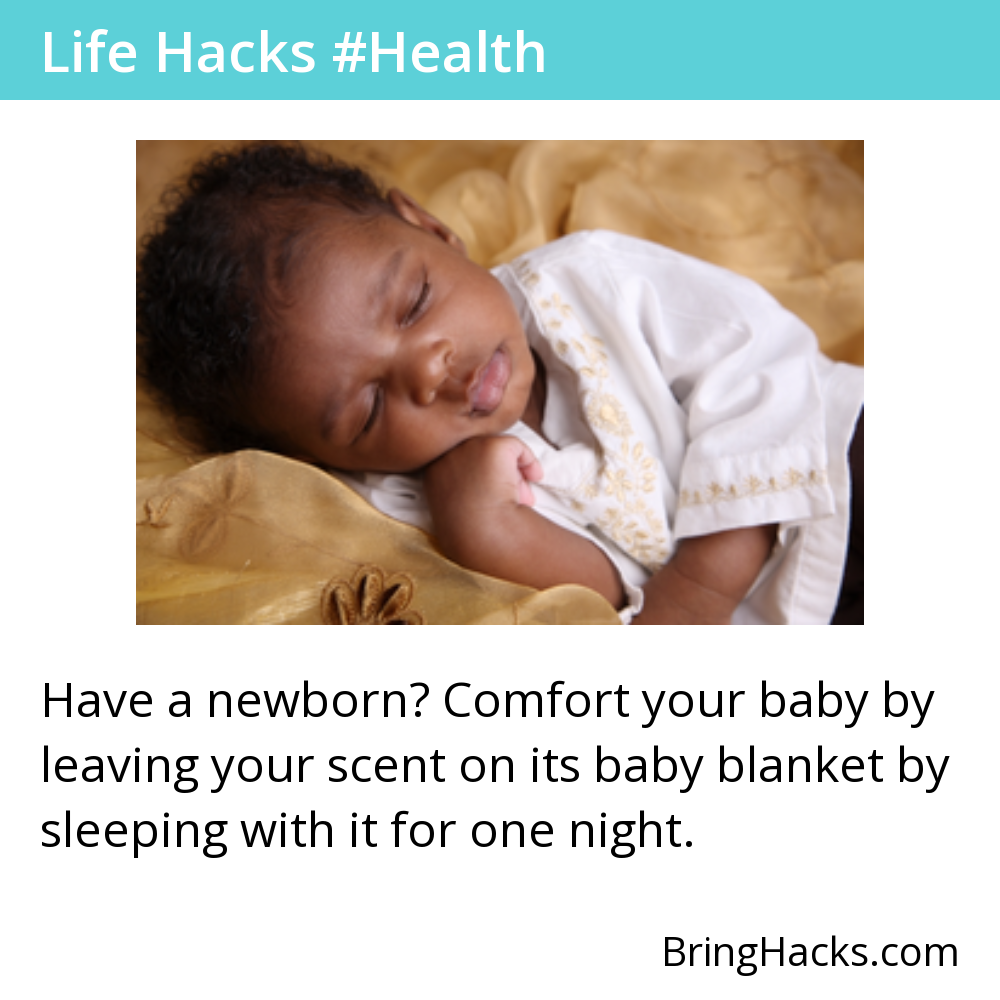 Life Hacks #Health
Have a newborn? Comfort your baby by
leaving your scent on its baby blanket by
sleeping with it for one night.
BringHacks.com